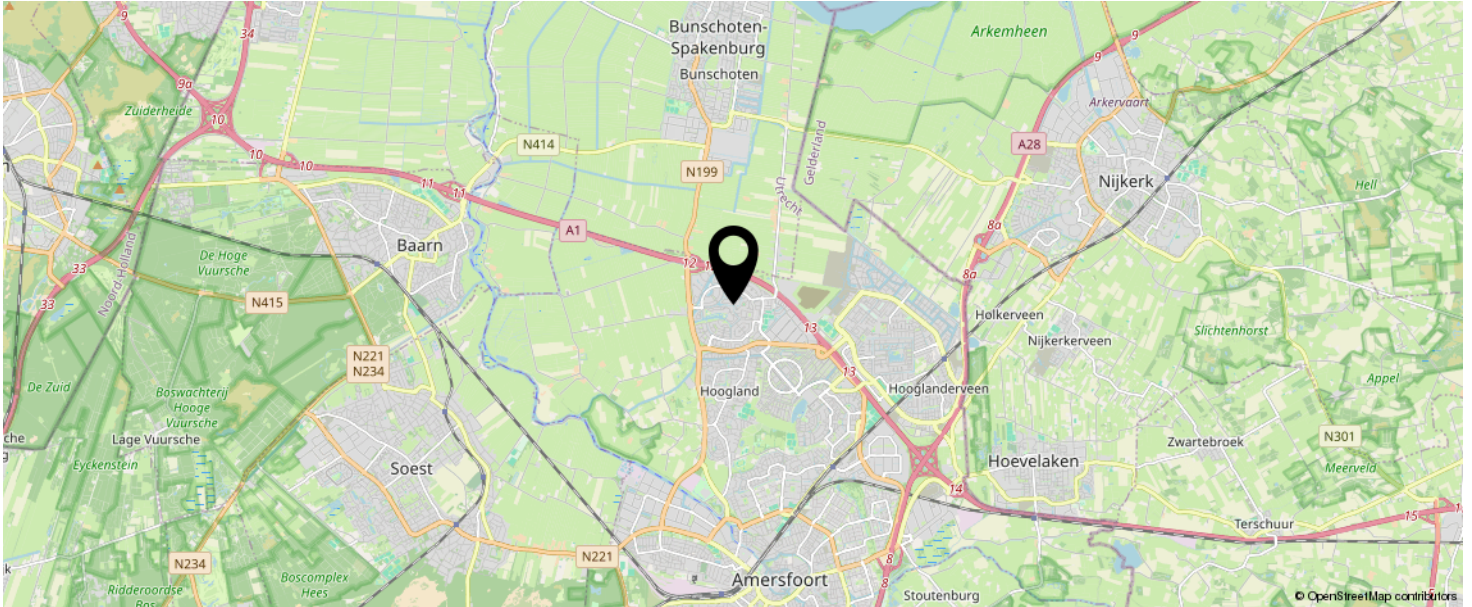 9
34
Bunschoten-
Spakenburg
Bunschoten
Arkemheen
9
9
9a
Zuiderheide
10
Arkervaart
N414
A28
10
10
Gelderland
N199
Utrecht
Nijkerk
Hell
11
11
8a
A1
Baarn
De Hoge
Vuursche
12
33
8a
Noord-Holland
33
N415
Holkerveen
13
Slichtenhorst
Nijkerkerveen
N221
N234
13
De Zuid
Boswachterij
Hooge
Vuursche
Hoogland
Hooglanderveen
Appel
Lage Vuursche
Zwartebroek
N301
Eyckenstein
Soest
Hoevelaken
Meerveld
14
15
Terschuur
N221
N234
8
Boscomplex
Hees
Amersfoort
8
Ridderoordse
Bos
Stoutenburg
© OpenStreetMap contributors